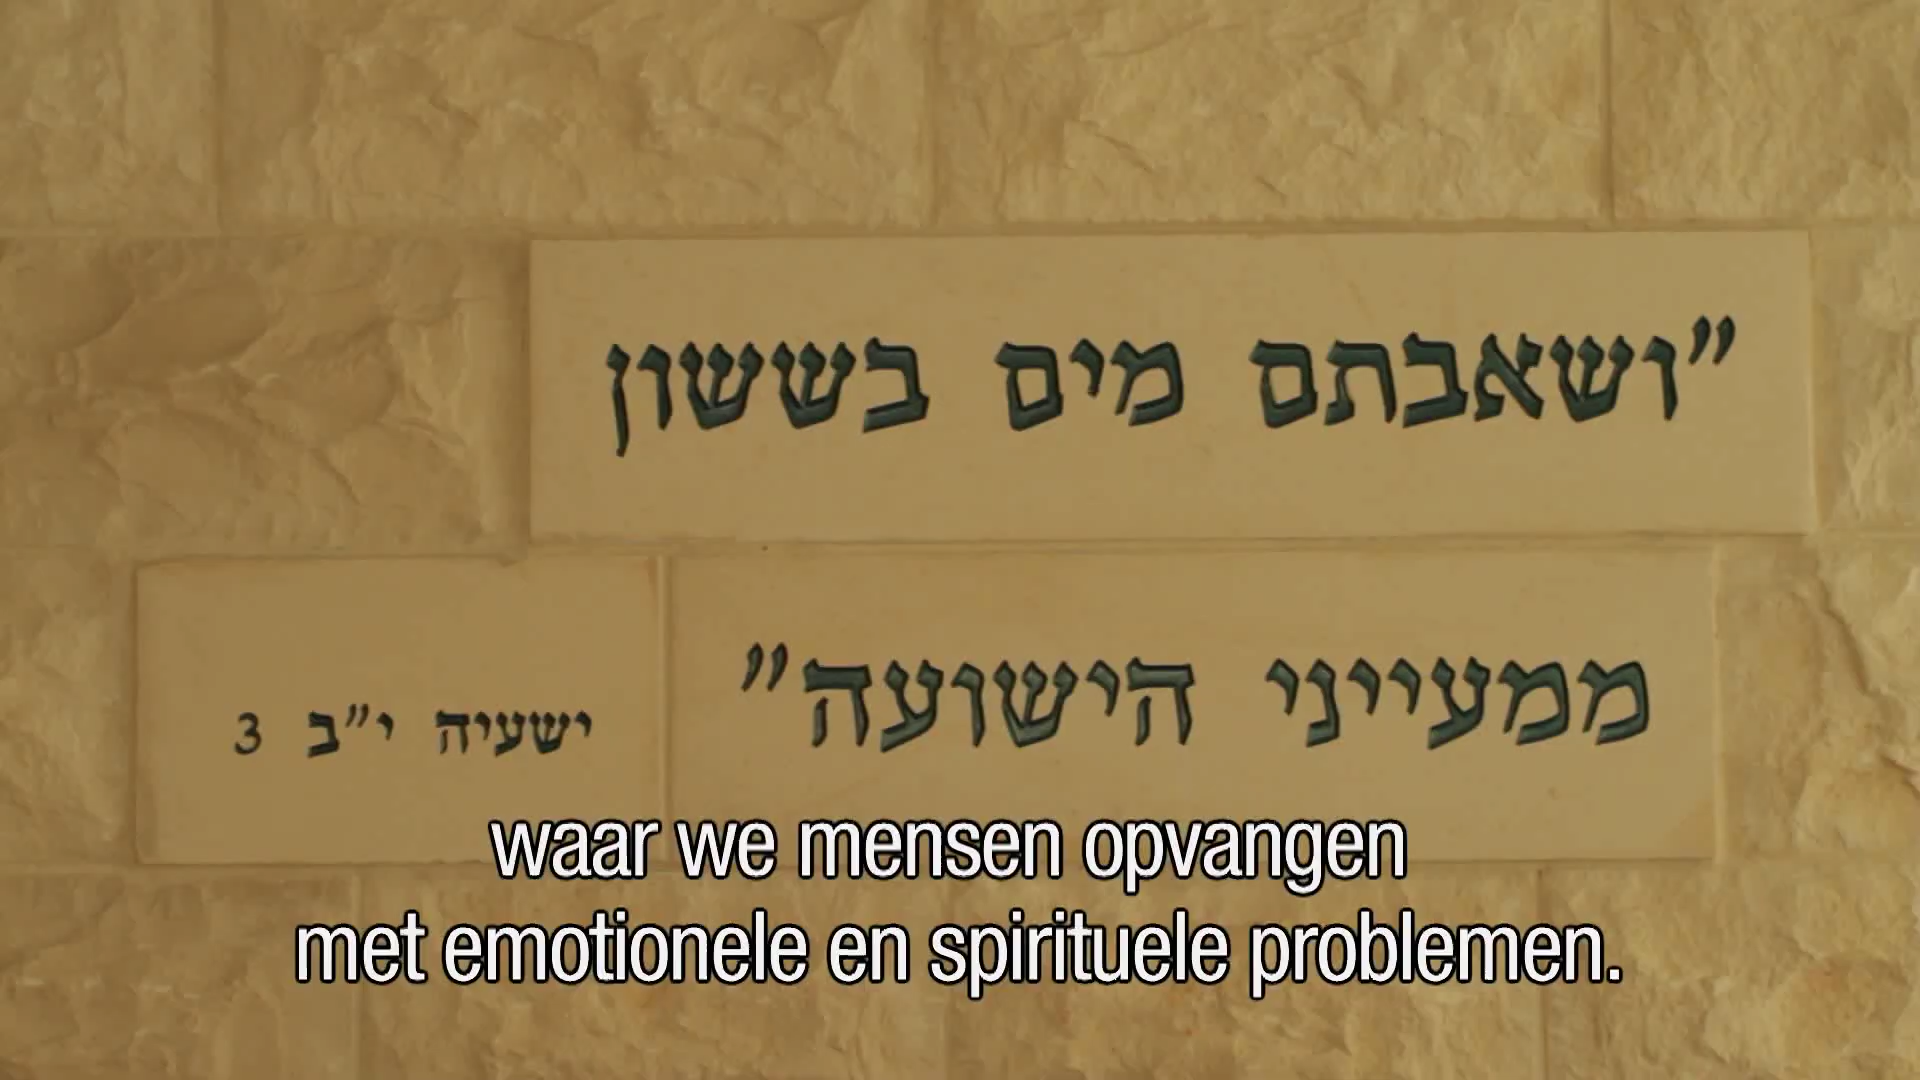 "ושאבתם מים בששון
ממעייני הישועה"
ישעיה י"ב 3
waar we mensen opvangen
met emotionele en spirituele problemen.